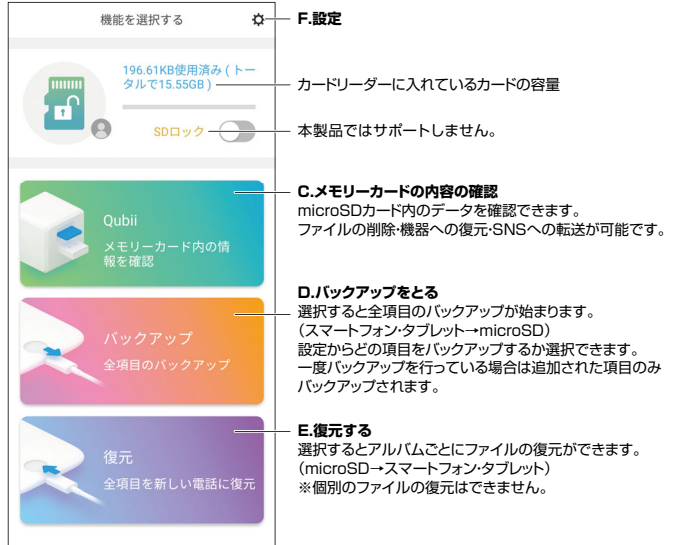 機能を選択する
F.設定
196.61KB使用済み ( トー
タルで15.55GB )
カードリーダーに入れているカードの容量
SDロック
本製品ではサポートしません。
C.メモリーカードの内容の確認
microSDカード内のデータを確認できます。
ファイルの削除・機器への復元・SNSへの転送が可能です。
Qubii
メモリーカード内の情
報を確認
D.バックアップをとる
選択すると全項目のバックアップが始まります。
（スマートフォン・タブレット→microSD）
設定からどの項目をバックアップするか選択できます。
一度バックアップを行っている場合は追加された項目のみ
バックアップされます。
バックアップ
全項目のバックアップ
E.復元する
選択するとアルバムごとにファイルの復元ができます。
（microSD→スマートフォン・タブレット）
※個別のファイルの復元はできません。
復元
全項目を新しい電話に復元